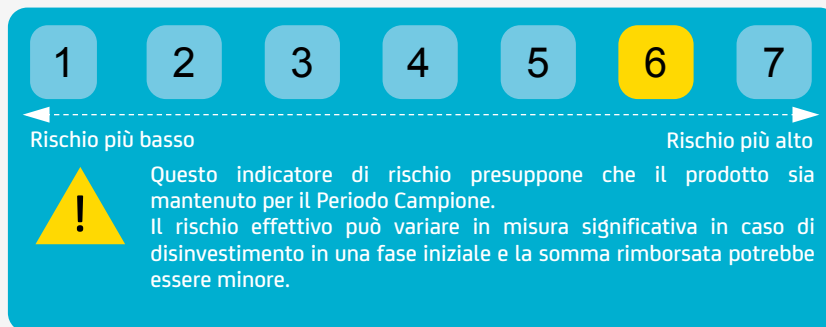 1 2 3 4 5 6 7
Rischio più basso Rischio più alto
! Questo indicatore di rischio presuppone che il prodotto sia
mantenuto per il Periodo Campione.
Il rischio effettivo può variare in misura significativa in caso di
disinvestimento in una fase iniziale e la somma rimborsata potrebbe
essere minore.